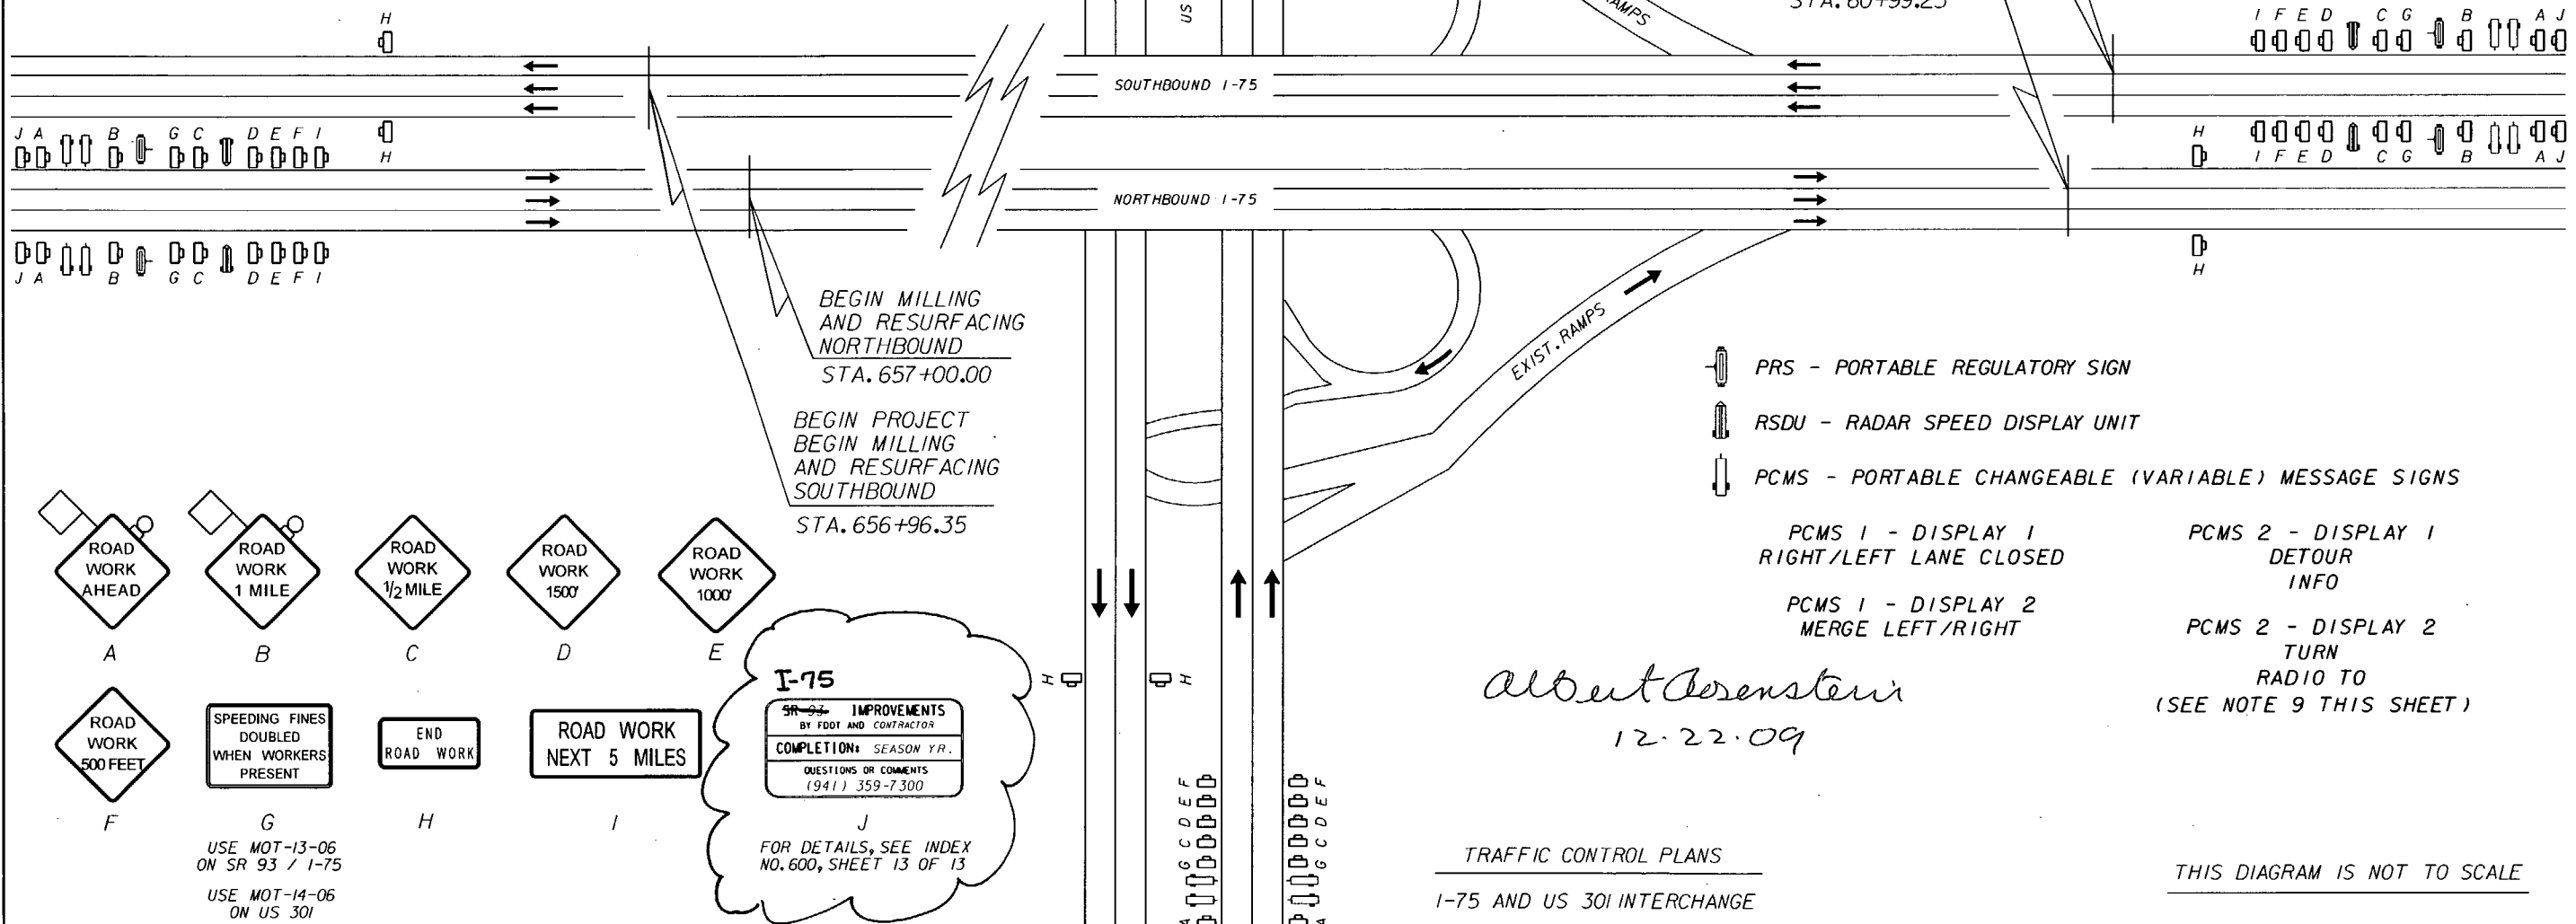 H
US
RAMPS
STA. 60+99.25
I F E D C G B A J
SOUTHBOUND I-75
J A B G C D E F I
H
H
I F E D C G B A J
NORTHBOUND I-75
J A B G C D E F I
H
BEGIN MILLING
AND RESURFACING
NORTHBOUND
STA. 657+00.00
EXIST. RAMPS
BEGIN PROJECT
BEGIN MILLING
AND RESURFACING
SOUTHBOUND
STA. 656+96.35
PRS - PORTABLE REGULATORY SIGN
RSDU - RADAR SPEED DISPLAY UNIT
PCMS - PORTABLE CHANGEABLE (VARIABLE) MESSAGE SIGNS
PCMS 1 - DISPLAY 1
RIGHT/LEFT LANE CLOSED
PCMS 1 - DISPLAY 2
MERGE LEFT/RIGHT
PCMS 2 - DISPLAY 1
DETOUR
INFO
PCMS 2 - DISPLAY 2
TURN
RADIO TO
(SEE NOTE 9 THIS SHEET)
ROAD
WORK
AHEAD
A
ROAD
WORK
1 MILE
B
ROAD
WORK
1/2 MILE
C
ROAD
WORK
1500'
D
ROAD
WORK
1000'
E
ROAD
WORK
500 FEET
F
SPEEDING FINES
DOUBLED
WHEN WORKERS
PRESENT
G
USE MOT-13-06
ON SR 93 / I-75
USE MOT-14-06
ON US 301
END
ROAD WORK
H
ROAD WORK
NEXT 5 MILES
I
I-75
SR 93 IMPROVEMENTS
BY FDOT AND CONTRACTOR
COMPLETION: SEASON YR.
QUESTIONS OR COMMENTS
(941) 359-7300
J
FOR DETAILS, SEE INDEX
NO. 600, SHEET 13 OF 13
H
H
F
E
D
C
G
A
F
E
D
C
G
A
Albert Rosenstein
12.22.09
TRAFFIC CONTROL PLANS
I-75 AND US 301 INTERCHANGE
THIS DIAGRAM IS NOT TO SCALE